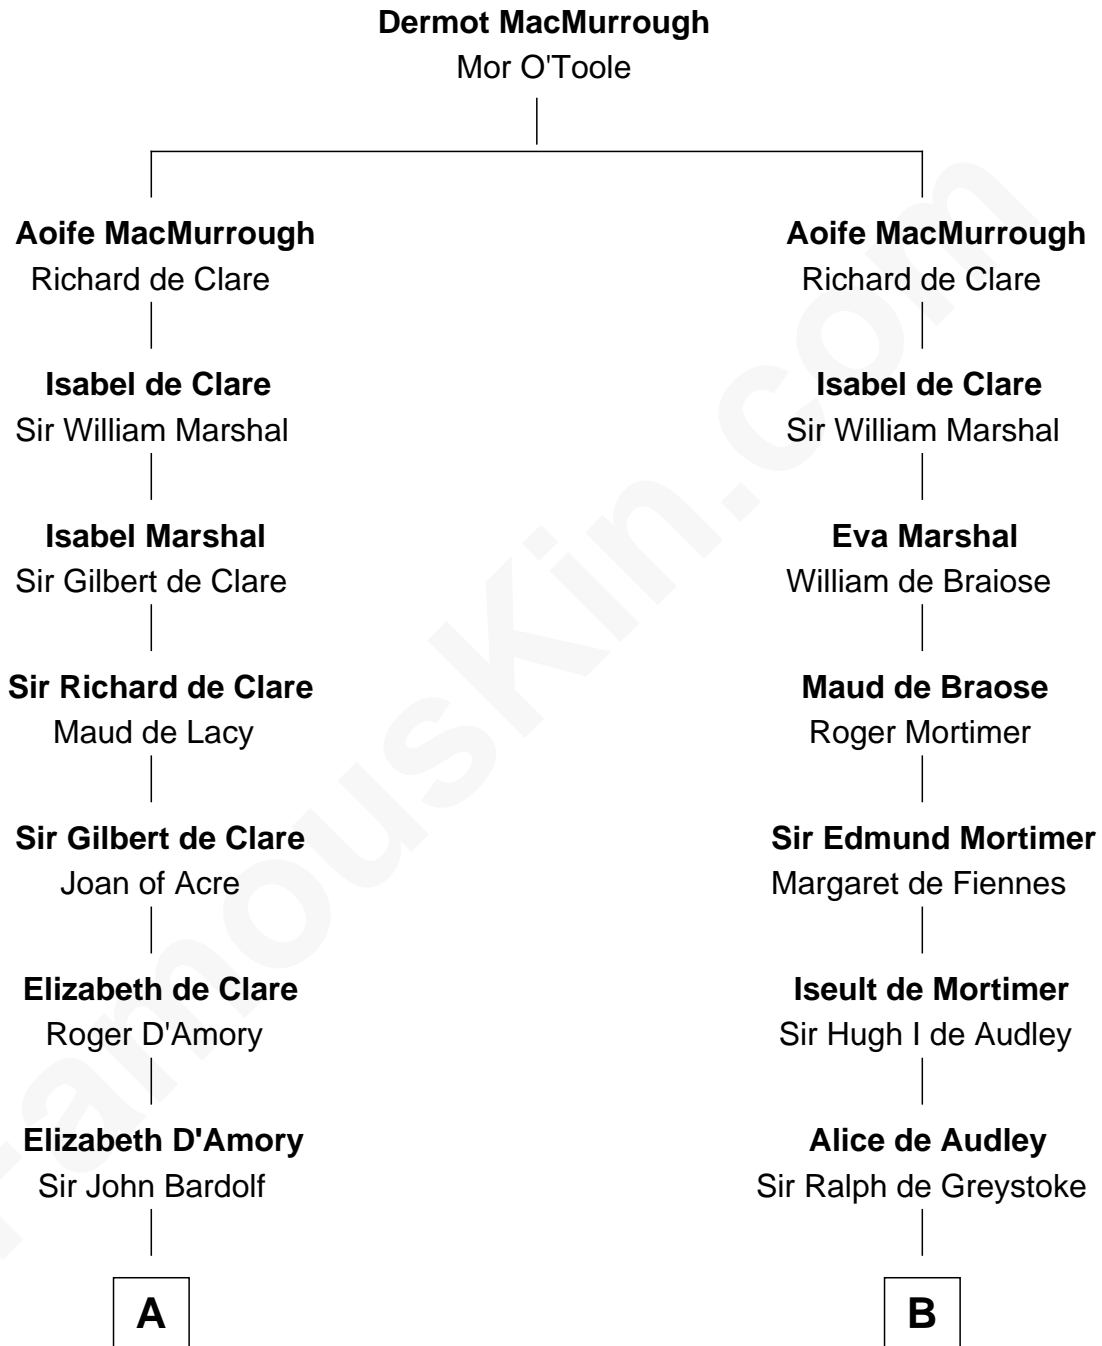 Dermot MacMurrough
Mor O'Toole
Aoife MacMurrough
Richard de Clare
Isabel de Clare
Sir William Marshal
Isabel Marshal
Sir Gilbert de Clare
Sir Richard de Clare
Maud de Lacy
Sir Gilbert de Clare
Joan of Acre
Elizabeth de Clare
Roger D'Amory
Elizabeth D'Amory
Sir John Bardolf
A
Aoife MacMurrough
Richard de Clare
Isabel de Clare
Sir William Marshal
Eva Marshal
William de Braiose
Maud de Braose
Roger Mortimer
Sir Edmund Mortimer
Margaret de Fiennes
Iseult de Mortimer
Sir Hugh I de Audley
Alice de Audley
Sir Ralph de Greystoke
B
FamousKin.com